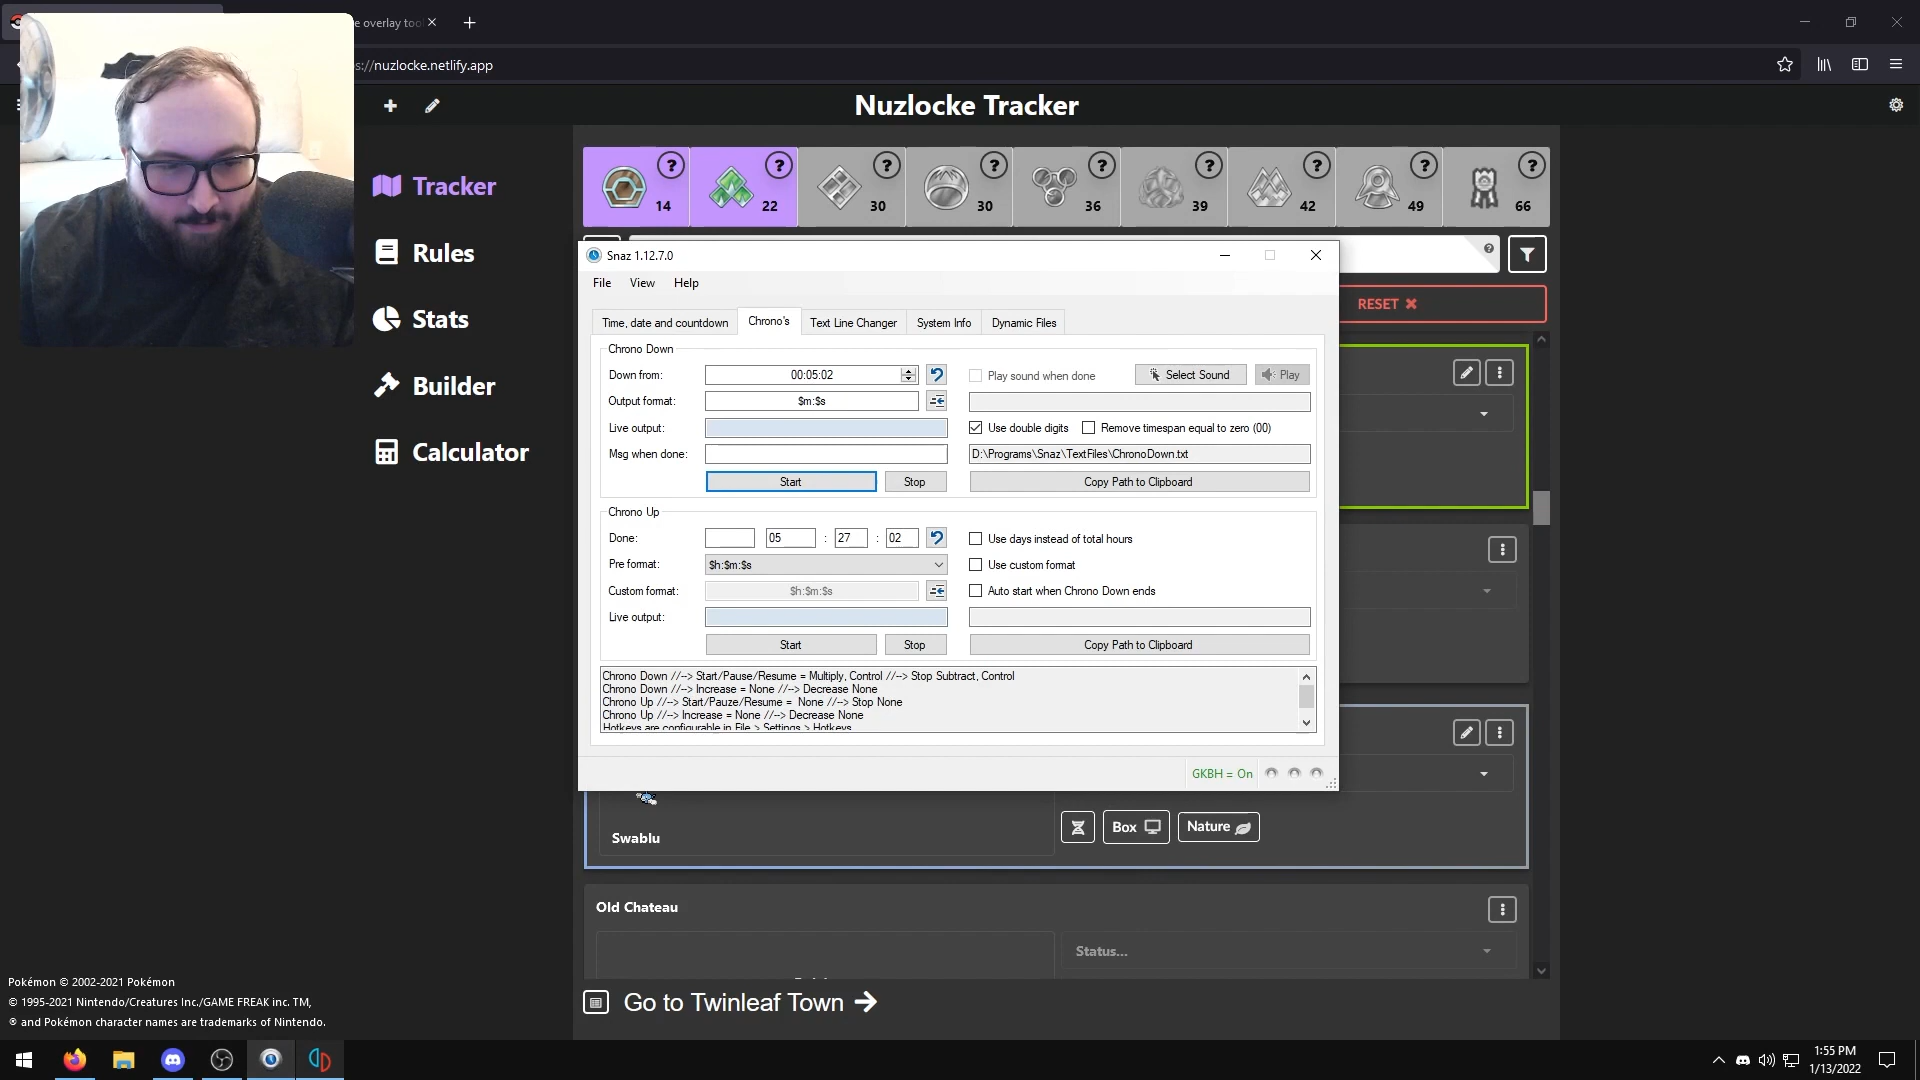 e overlay too
s://nuzlocke.netlify.app
Nuzlocke Tracker
14
22
30
30
36
39
42
49
66
Tracker
Rules
Stats
Builder
Calculator
RESET
Snaz 1.12.7.0
File View Help
Time, date and countdown Chrono's Text Line Changer System Info Dynamic Files
Chrono Down
Down from: 00:05:02 Play sound when done Select Sound Play
Output format: $m:$s
Live output: Use double digits Remove timespan equal to zero (00)
Msg when done: D:\Programs\Snaz\TextFiles\ChronoDown.txt
Start Stop Copy Path to Clipboard
Chrono Up
Done: 05 : 27 : 02 Use days instead of total hours
Pre format: $h:$m:$s Use custom format
Custom format: $h:$m:$s Auto start when Chrono Down ends
Live output:
Start Stop Copy Path to Clipboard
Chrono Down //--> Start/Pause/Resume = Multiply, Control //--> Stop Subtract, Control
Chrono Down //--> Increase = None //--> Decrease None
Chrono Up //--> Start/Pauze/Resume = None //--> Stop None
Chrono Up //--> Increase = None //--> Decrease None
Hotkeys are configurable in File > Settings > Hotkeys
GKBH = On
Swablu
Box
Nature
Old Chateau
Status...
Go to Twinleaf Town →
Pokémon © 2002-2021 Pokémon
© 1995-2021 Nintendo/Creatures Inc./GAME FREAK inc. TM,
® and Pokémon character names are trademarks of Nintendo.
1:55 PM
1/13/2022